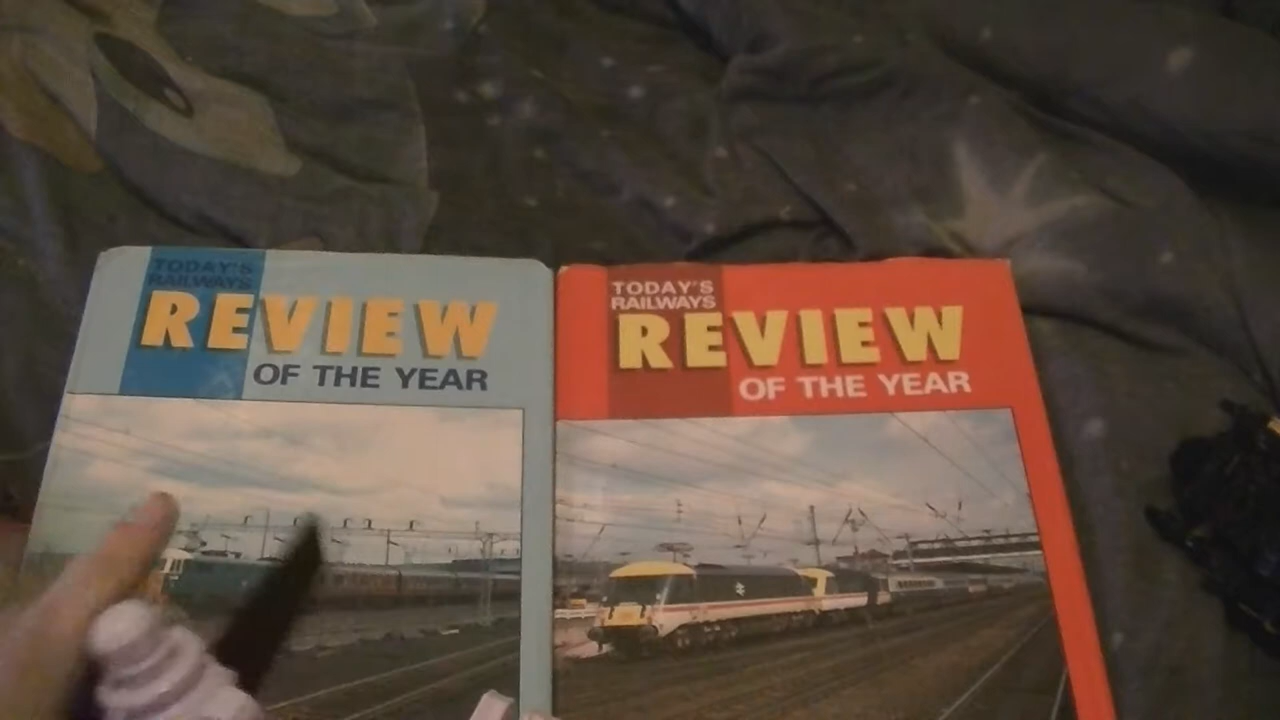 TODAY'S
RAILWAYS
REVIEW
OF THE YEAR
TODAY'S
RAILWAYS
REVIEW
OF THE YEAR